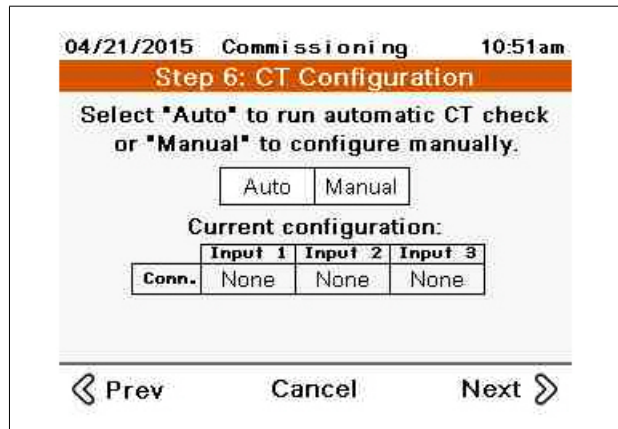 04/21/2015 Commissioning 10:51am
Step 6: CT Configuration
Select "Auto" to run automatic CT check
or "Manual" to configure manually.
Auto Manual
Current configuration:
Input 1 Input 2 Input 3
Conn. None None None
Prev Cancel Next